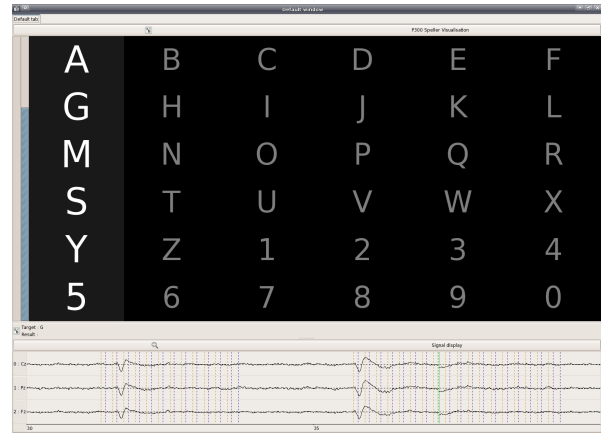 Default window
Default tab
P300 Speller Visualisation
A B C D E F
G H I J K L
M N O P Q R
S T U V W X
Y Z 1 2 3 4
5 6 7 8 9 0
Target : G
Result :
Signal display
0 : Cz
1 : Pz
2 : Fz
30 35